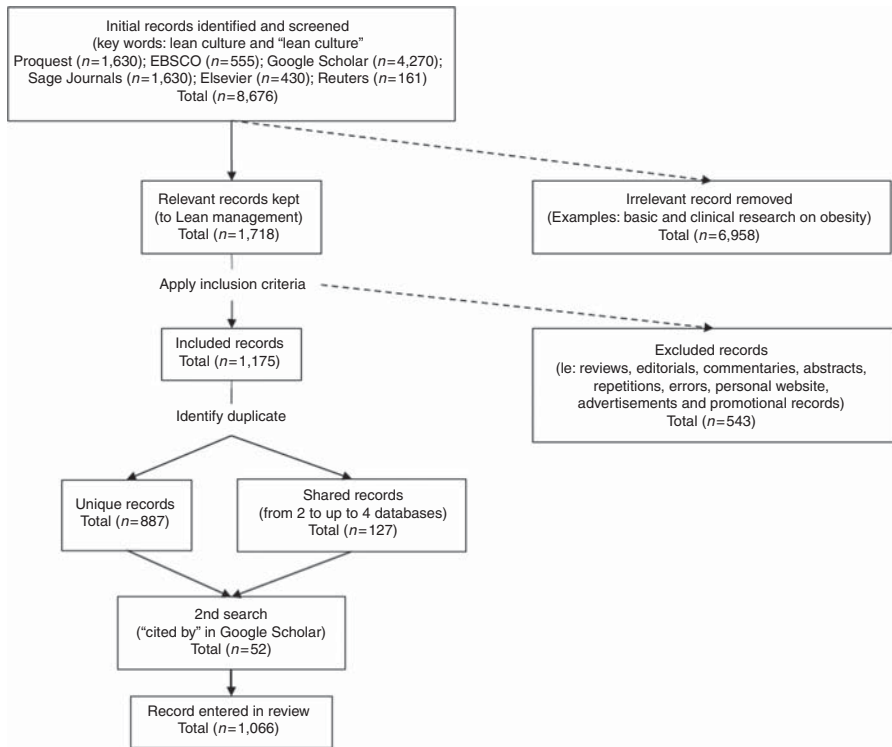 Initial records identified and screened
(key words: lean culture and “lean culture”
Proquest (n=1,630); EBSCO (n=555); Google Scholar (n=4,270);
Sage Journals (n=1,630); Elsevier (n=430); Reuters (n=161)
Total (n=8,676)
Relevant records kept
(to Lean management)
Total (n=1,718)
Irrelevant record removed
(Examples: basic and clinical research on obesity)
Total (n=6,958)
Apply inclusion criteria
Included records
Total (n=1,175)
Excluded records
(le: reviews, editorials, commentaries, abstracts,
repetitions, errors, personal website,
advertisements and promotional records)
Total (n=543)
Identify duplicate
Unique records
Total (n=887)
Shared records
(from 2 to up to 4 databases)
Total (n=127)
2nd search
(“cited by” in Google Scholar)
Total (n=52)
Record entered in review
Total (n=1,066)